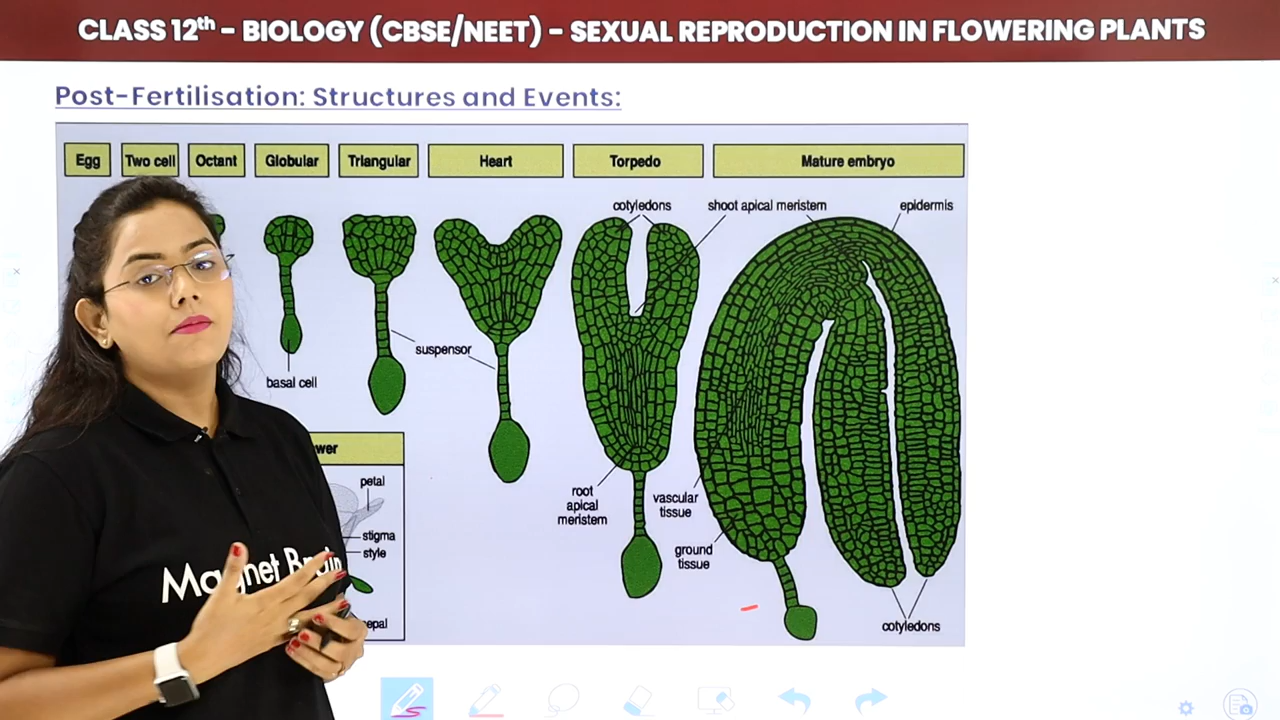 CLASS 12th - BIOLOGY (CBSE/NEET) - SEXUAL REPRODUCTION IN FLOWERING PLANTS
Post-Fertilisation: Structures and Events:
Egg
Two cell
Octant
Globular
Triangular
Heart
Torpedo
Mature embryo
cotyledons
shoot apical meristem
epidermis
suspensor
basal cell
root
apical
meristem
vascular
tissue
ground
tissue
cotyledons
petal
stigma
style
Magnet Brain